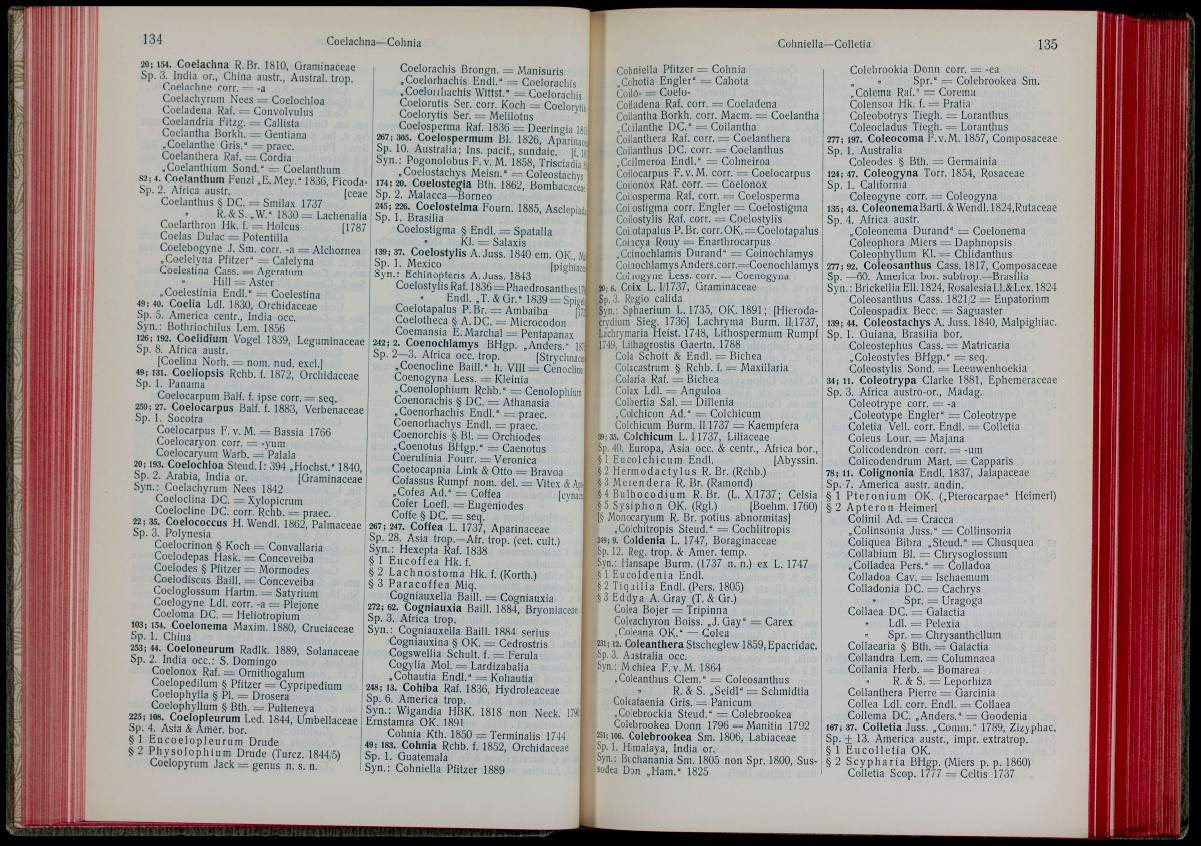 134
Coelachna—Cohnia
20; 154. Coelachna R. Br. 1810, Graminaceae
Sp. 3. India or., China austr., Austral. trop.
Coelachne corr. = -a
Coelachyrum Nees = Coelochloa
Coeladena Raf. = Convolvulus
Coelandria Fitzg. = Callista
Coelantha Borkh. = Gentiana
„Coelanthe Gris.“ = praec.
Coelanthera Raf. = Cordia
„Coelanthium Sond.“ = Coelanthum
82; 4. Coelanthum Fenzl „E. Mey.“ 1836, Ficoda-
Sp. 2. Africa austr. [ceae
Coelanthus § DC. = Smilax 1737
„ R. & S. „W.“ 1830 = Lachenalia
Coelarthron Hk. f. = Holcus [1787
Coelas Dulac = Potentilla
Coelebogyne J. Sm. corr. -a = Alchornea
„Coelelyna Pfitzer“ = Calelyna
Coelestina Cass. = Ageratum
„ Hill = Aster
„Coelestinia Endl.“ = Coelestina
49; 40. Coelia Ldl. 1830, Orchidaceae
Sp. 5. America centr., India occ.
Syn.: Bothriochilus Lem. 1856
126; 192. Coelidium Vogel 1839, Leguminaceae
Sp. 8. Africa austr.
[Coelina Norh. = nom. nud. excl.]
49; 131. Coeliopsis Rchb. f. 1872, Orchidaceae
Sp. 1. Panama
Coelocarpum Balf. f. ipse corr. = seq.
250; 27. Coelocarpus Balf. f. 1883, Verbenaceae
Sp. 1. Socotra
Coelocarpus F. v. M. = Bassia 1766
Coelocaryon corr. = -yum
Coelocaryum Warb. = Palala
20; 193. Coelochloa Steud. I: 394 „Hochst.“ 1840,
Sp. 2. Arabia, India or. [Graminaceae
Syn.: Coelachyrum Nees 1842
Coeloclina DC. = Xylopicrum
Coelocline DC. corr. Rchb. = praec.
22; 35. Coelococcus H. Wendl. 1862, Palmaceae
Sp. 3. Polynesia
Coelocrinon § Koch = Convallaria
Coelodepas Hask. = Conceveiba
Coelodes § Pfitzer = Mormodes
Coelodiscus Baill. = Conceveiba
Coeloglossum Hartm. = Satyrium
Coelogyne Ldl. corr. -a = Plejone
Coeloma DC. = Heliotropium
103; 154. Coelonema Maxim. 1880, Cruciaceae
Sp. 1. China
253; 44. Coeloneurum Radlk. 1889, Solanaceae
Sp. 2. India occ.: S. Domingo
Coelonox Raf. = Ornithogalum
Coelopedilum § Pfitzer = Cypripedium
Coelophylla § Pl. = Drosera
Coelophyllum § Bth. = Pulteneya
225; 108. Coelopleurum Led. 1844, Umbellaceae
Sp. 4. Asia & Amer. bor.
§ 1 Eucoelopleurum Drude
§ 2 Physolophium Drude (Turcz. 1844/5)
Coelopyrum Jack = genus n. s. n.
Coelorachis Brongn. = Manisuris
„Coelorhachis Endl.“ = Coelorachis
„Coelorrhachis Wittst.“ = Coelorachis
Coelorutis Ser. corr. Koch = Coelorytis
Coelorytis Ser. = Melilotus
Coelosperma Raf. 1836 = Deeringia
267; 305. Coelospermum Bl. 1826,
Sp. 10. Australia; Ins. pacif., sundaic.
Syn.: Pogonolobus F. v. M. 1858,
„Coelostachys Meisn.“ = Coleostachys
174; 20. Coelostegia Bth. 1862, Bombacaceae
Sp. 2. Malacca—Borneo
245; 226. Coelostelma Fourn. 1885,
Sp. 1. Brasilia
Coelostigma § Endl. = Spatalla
„ Kl. = Salaxis
139; 37. Coelostylis A. Juss. 1840 em. OK.,
Sp. 1. Mexico
Syn.: Echinopteris A. Juss. 1843
Coelostylis Raf. 1836 = Phaedrosanthes
„ Endl. „T. & Gr.“ 1839 =
Coelotapalus P. Br. = Ambaiba
Coelotheca § A. DC. = Microcodon
Coemansia E. Marchal = Pentapanax
242; 2. Coenochlamys BHgp. „Anders.“
Sp. 2—3. Africa occ. trop.
„Coenocline Baill.“ h. VIII = Cenocline
Coenogyna Less. = Kleinia
„Coenolophium Rchb.“ = Cenolophium
Coenorachis § DC. = Athanasia
„Coenorhachis Endl.“ = praec.
Coenorhachys Endl. = praec.
Coenorchis § Bl. = Orchiodes
„Coenotus BHgp.“ = Caenotus
Coerulinia Fourr. = Veronica
Coetocapnia Link & Otto = Bravoa
Cofassus Rumpf nom. del. = Vitex &
„Cofea Ad.“ = Coffea
Cofer Loefl. = Eugeniodes
Coffe § DC. = seq.
267; 247. Coffea L. 1737, Aparinaceae
Sp. 28. Asia trop.—Afr. trop. (cet. cult.)
Syn.: Hexepta Raf. 1838
§ 1 Eucoffea Hk. f.
§ 2 Lachnostoma Hk. f. (Korth.)
§ 3 Paracoffea Miq.
Cogniauxella Baill. = Cogniauxia
272; 62. Cogniauxia Baill. 1884, Bryoniaceae
Sp. 3. Africa trop.
Syn.: Cogniauxella Baill. 1884 serius
Cogniauxina § OK. = Cedrostris
Cogswellia Schult. f. = Ferula
Cogylia Mol. = Lardizabalia
„Cohautia Endl.“ = Kohautia
248; 13. Cohiba Raf. 1836, Hydroleaceae
Sp. 6. America trop.
Syn.: Wigandia HBK. 1818 non Neck.
Ernstamra OK. 1891
Cohnia Kth. 1850 = Terminalis 1744
49; 183. Cohnia Rchb. f. 1852, Orchidaceae
Sp. 1. Guatemala
Syn.: Cohniella Pfitzer 1889
Cohniella—Colletia
135
Cohniella Pfitzer = Cohnia
„Cohotia Engler“ = Cahota
Coilo- = Coelo-
Coiladena Raf. corr. = Coeladena
Coilantha Borkh. corr. Macm. = Coelantha
„Coilanthe DC.“ = Coilantha
Coilanthera Raf. corr. = Coelanthera
Coilanthus DC. corr. = Coelanthus
„Coilmeroa Endl.“ = Colmeiroa
Coilocarpus F. v. M. corr. = Coelocarpus
Coilonox Raf. corr. = Coelonox
Coilosperma Raf. corr. = Coelosperma
Coilostigma corr. Engler = Coelostigma
Coilostylis Raf. corr. = Coelostylis
Coilotapalus P. Br. corr. OK. = Coelotapalus
Coincya Rouy = Enarthrocarpus
„Coinochlamis Durand“ = Coinochlamys
Coinochlamys Anders. corr. = Coenochlamys
Coinogyne Less. corr. = Coenogyna
20; 6. Coix L. I/1737, Graminaceae
Sp. 3. Regio calida
Syn.: Sphaerium L. 1735, OK. 1891; [Hieroda-
crydium Sieg. 1736] Lachryma Burm. II/1737,
Lachrymaria Heist. 1748, Lithospermum Rumpf
1749, Lilhagrostis Gaertn. 1788
Cola Schott & Endl. = Bichea
Colacastrum § Rchb. f. = Maxillaria
Colaria Raf. = Bichea
Colax Ldl. = Anguloa
Colbertia Sal. = Dillenia
„Colchicon Ad.“ = Colchicum
Colchicum Burm. II 1737 = Kaempfera
39; 35. Colchicum L. I 1737, Liliaceae
Sp. 40. Europa, Asia occ. & centr., Africa bor.,
§ 1 Eucolchicum Endl. [Abyssin.
§ 2 Hermodactylus R. Br. (Rchb.)
§ 3 Merendera R. Br. (Ramond)
§ 4 Bulbocodium R. Br. (L. X/1737; Celsia
§ 5 Sysiphon OK. (Rgl.) [Boehm. 1760)
[§ Monocaryum R. Br. potius abnormitas]
„Colchitropis Steud.“ = Cochlitropis
249; 9. Coldenia L. 1747, Boraginaceae
Sp. 12. Reg. trop. & Amer. temp.
Syn.: Hansape Burm. (1737 n. n.) ex L. 1747
§ 1 Eucoldenia Endl.
§ 2 Tiquilia Endl. (Pers. 1805)
§ 3 Eddya A. Gray (T. & Gr.)
Colea Bojer = Tripinna
Coleachyron Boiss. „J. Gay“ = Carex
„Coleana OK.“ = Colea
231; 12. Coleanthera Stscheglew 1859, Epacridac.
Sp. 3. Australia occ.
Syn.: Michiea F. v. M. 1864
„Coleanthus Clem.“ = Coleosanthus
„ R. & S. „Seidl“ = Schmidtia
Coleataenia Gris. = Panicum
„Colebrockia Steud.“ = Colebrookea
Colebrookea Donn 1796 = Manitia 1792
251; 106. Colebrookea Sm. 1806, Labiaceae
Sp. 1. Himalaya, India or.
Syn.: Buchanania Sm. 1805 non Spr. 1800, Sus-
sodea Don „Ham.“ 1825
Colebrookia Donn corr. = -ea
„ Spr.“ = Colebrookea Sm.
„Colema Raf.“ = Corema
Colensoa Hk. f. = Pratia
Coleobotrys Tiegh. = Loranthus
Coleocladus Tiegh. = Loranthus
277; 197. Coleocoma F. v. M. 1857, Composaceae
Sp. 1. Australia
Coleodes § Bth. = Germainia
124; 47. Coleogyna Torr. 1854, Rosaceae
Sp. 1. California
Coleogyne corr. = Coleogyna
135; 43. Coleonema Bartl. & Wendl. 1824, Rutaceae
Sp. 4. Africa austr.
„Coleonema Durand“ = Coelonema
Coleophora Miers = Daphnopsis
Coleophyllum Kl. = Chlidanthus
277; 92. Coleosanthus Cass. 1817, Composaceae
Sp. —60. America bor. subtrop.—Brasilia
Syn.: Brickellia Ell. 1824, Rosalesia Ll. & Lex. 1824
Coleosanthus Cass. 1821/2 = Eupatorium
Coleospadix Becc. = Saguaster
139; 44. Coleostachys A. Juss. 1840, Malpighiac.
Sp. 1. Guiana, Brasilia bor.
Coleostephus Cass. = Matricaria
„Coleostyles BHgp.“ = seq.
Coleostylis Sond. = Leeuwenhoekia
34; 11. Coleotrypa Clarke 1881, Ephemeraceae
Sp. 3. Africa austro-or., Madag.
Coleotrype corr. = -a
„Coleotype Engler“ = Coleotrype
Coletia Vell. corr. Endl. = Colletia
Coleus Lour. = Majana
Colicodendron corr. = -um
Colicodendrum Mart. = Capparis
78; 11. Colignonia Endl. 1837, Jalapaceae
Sp. 7. America austr. andin.
§ 1 Pteronium OK. („Pterocarpae“ Heimerl)
§ 2 Apteron Heimerl
Colinil Ad. = Cracca
„Colinsonia Juss.“ = Collinsonia
Coliquea Bibra „Steud.“ = Chusquea
Collabium Bl. = Chrysoglossum
„Colladea Pers.“ = Colladoa
Colladoa Cav. = Ischaemum
Colladonia DC. = Cachrys
„ Spr. = Uragoga
Collaea DC. = Galactia
„ Ldl. = Pelexia
„ Spr. = Chrysanthellum
Collaearia § Bth. = Galactia
Collandra Lem. = Columnaea
Collania Herb. = Bomarea
„ R. & S. = Leporhiza
Collanthera Pierre = Garcinia
Collea Ldl. corr. Endl. = Collaea
Collema DC. „Anders.“ = Goodenia
167; 37. Colletia Juss. „Comm.“ 1789, Zizyphac.
Sp. ± 13. America austr., impr. extratrop.
§ 1 Eucolletia OK.
§ 2 Scypharia BHgp. (Miers p. p. 1860)
Colletia Scop. 1777 = Celtis 1737